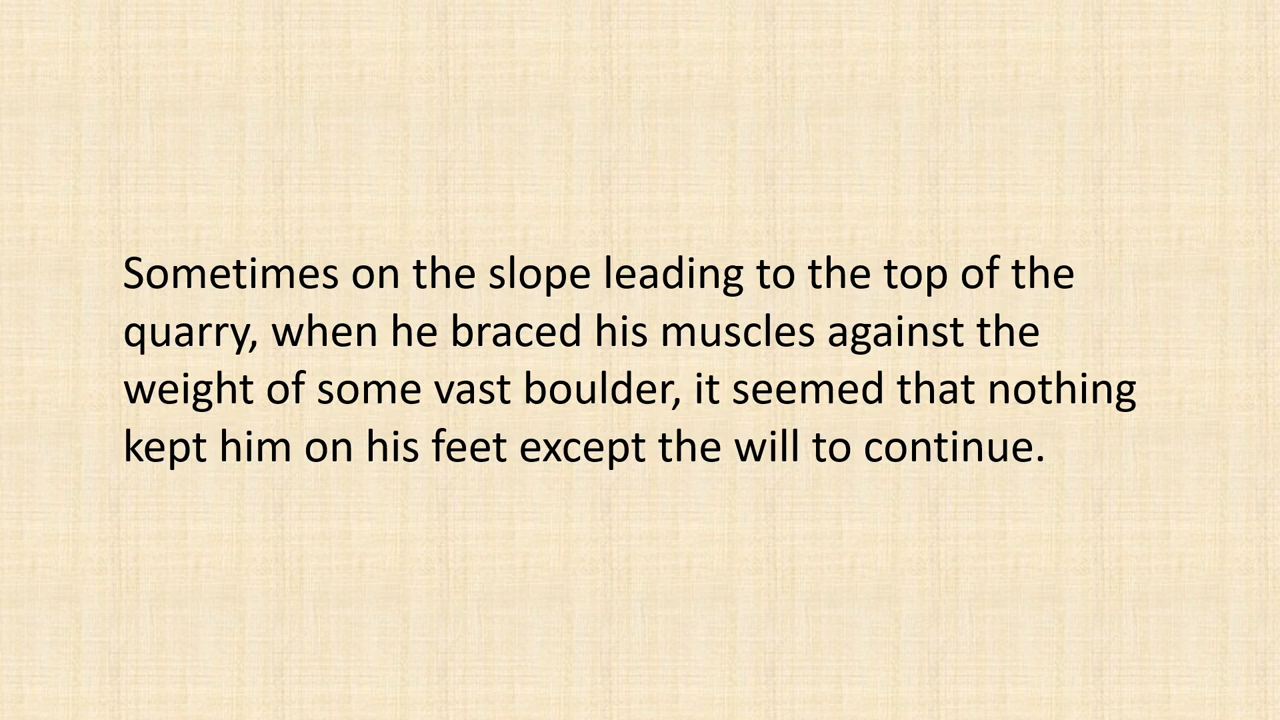 Sometimes on the slope leading to the top of the
quarry, when he braced his muscles against the
weight of some vast boulder, it seemed that nothing
kept him on his feet except the will to continue.